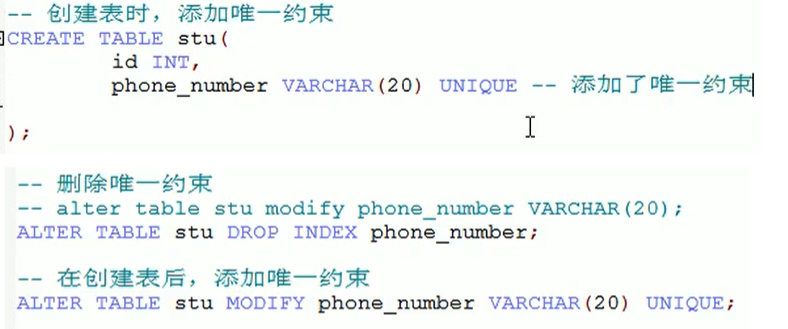 -- 创建表时，添加唯一约束
CREATE TABLE stu(
id INT,
phone_number VARCHAR(20) UNIQUE -- 添加了唯一约束
);
-- 删除唯一约束
-- alter table stu modify phone_number VARCHAR(20);
ALTER TABLE stu DROP INDEX phone_number;
-- 在创建表后，添加唯一约束
ALTER TABLE stu MODIFY phone_number VARCHAR(20) UNIQUE;